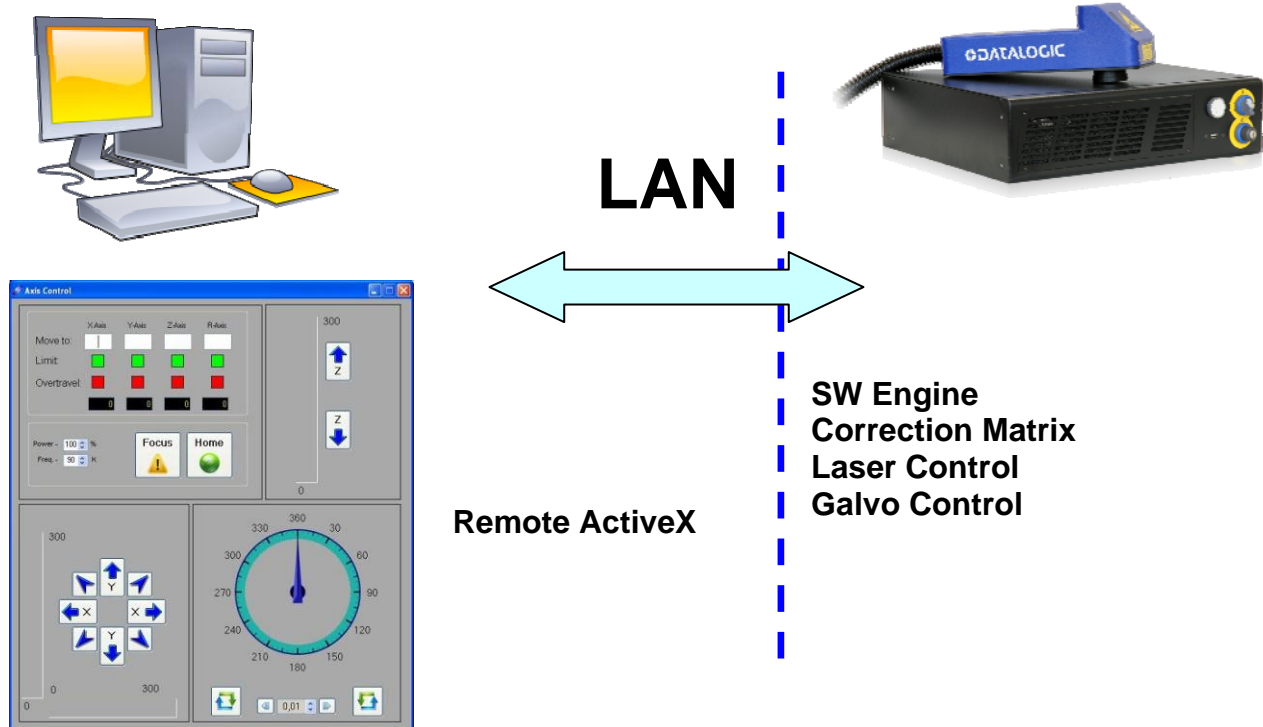 DATALOGIC
LAN
Axis Control
X-Axis Y-Axis Z-Axis R-Axis
Move to:
Limit:
Overtravel:
0 0 0 0
Power - 100 %
Freq. - 90 K
Focus Home
300
Z
Z
0
SW Engine
Correction Matrix
Laser Control
Galvo Control
Remote ActiveX
300
Y
X X
Y
0 300
0
360
330 30
300 60
270 90
240 120
210 150
180
0,01